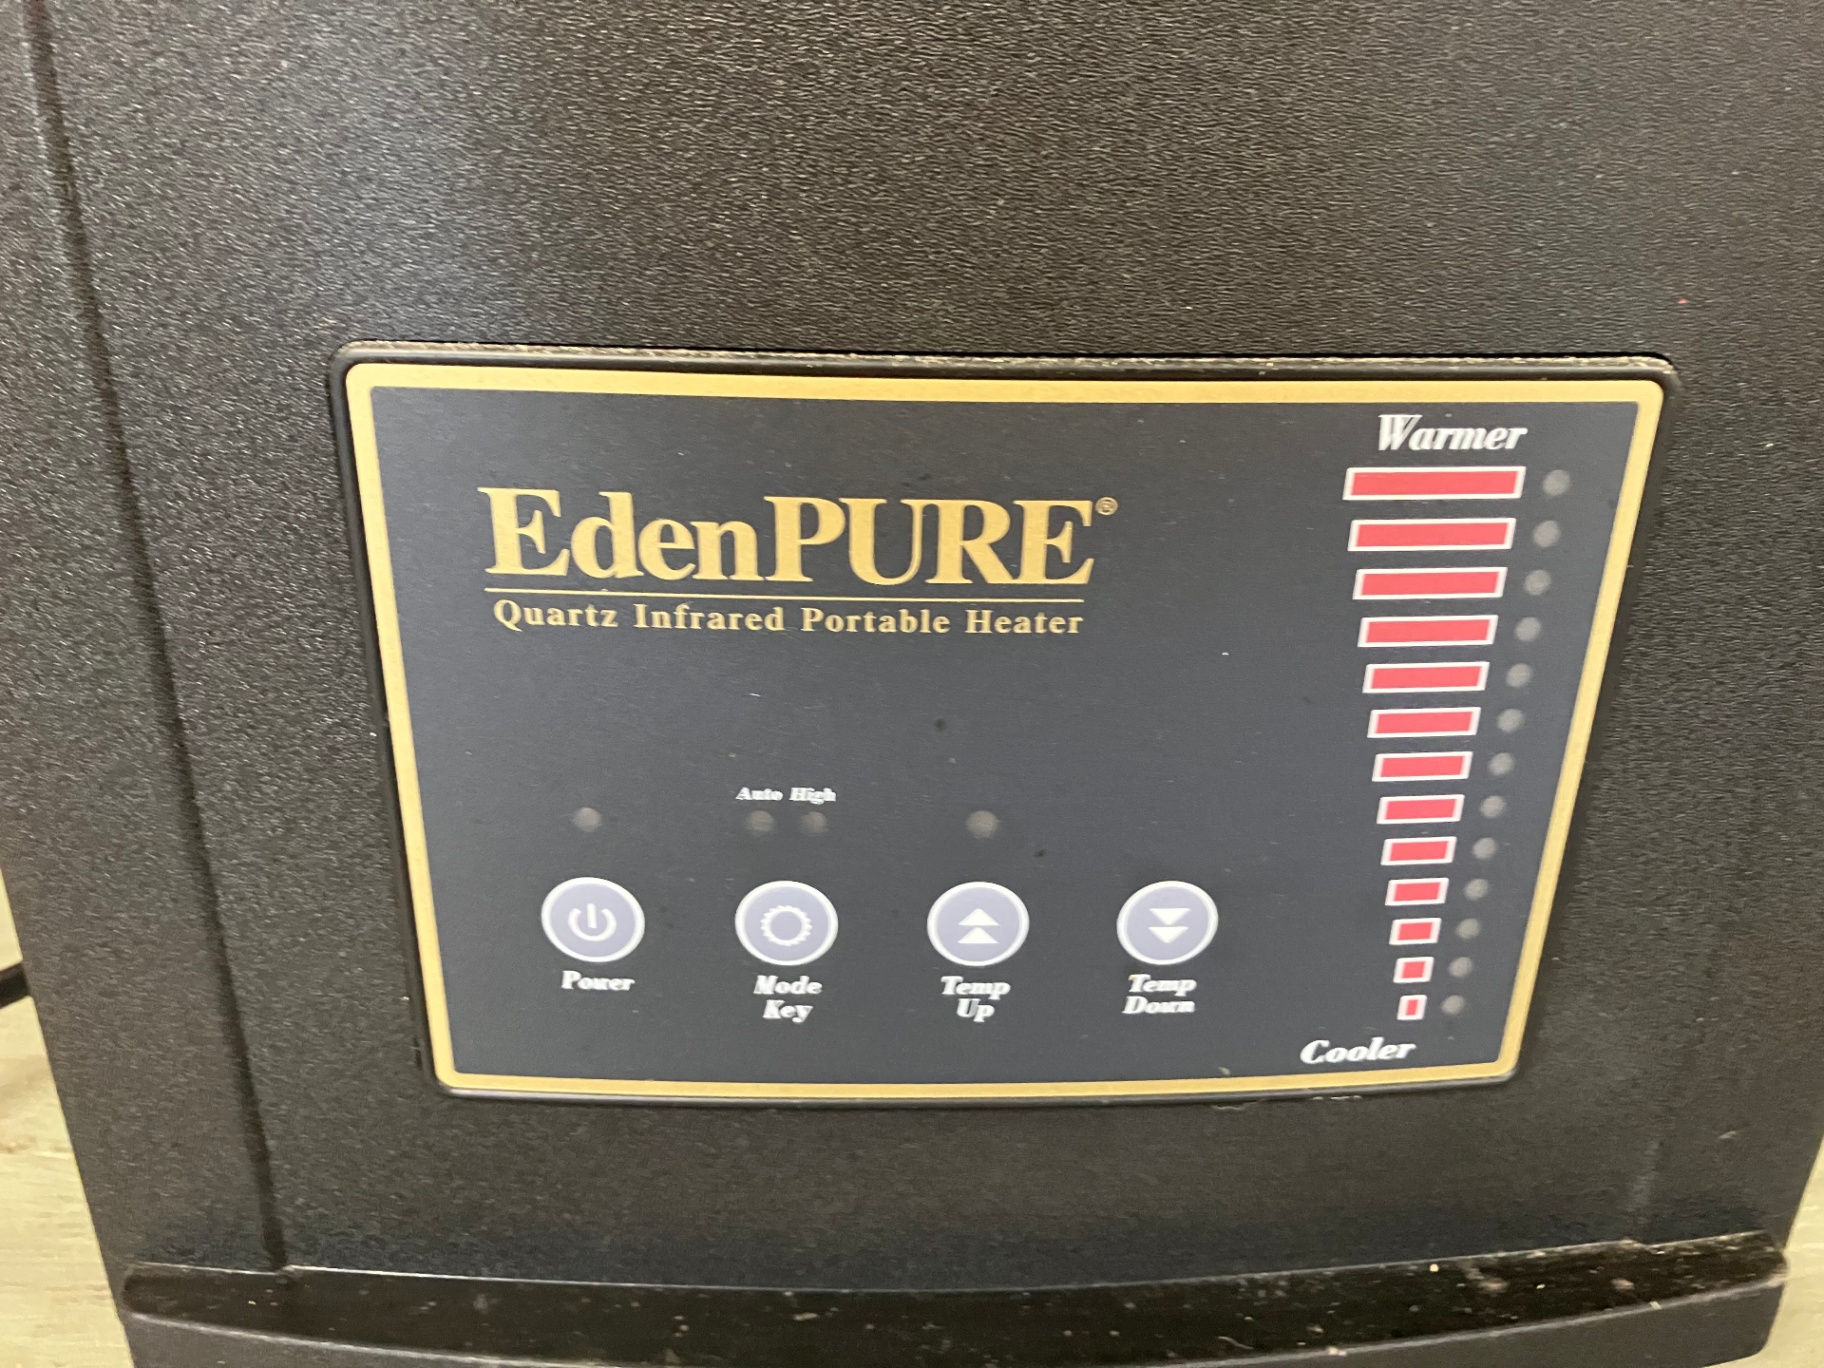 Warmer
EdenPURE®
Quartz Infrared Portable Heater
Auto High
Power
Mode
Key
Temp
Up
Temp
Down
Cooler